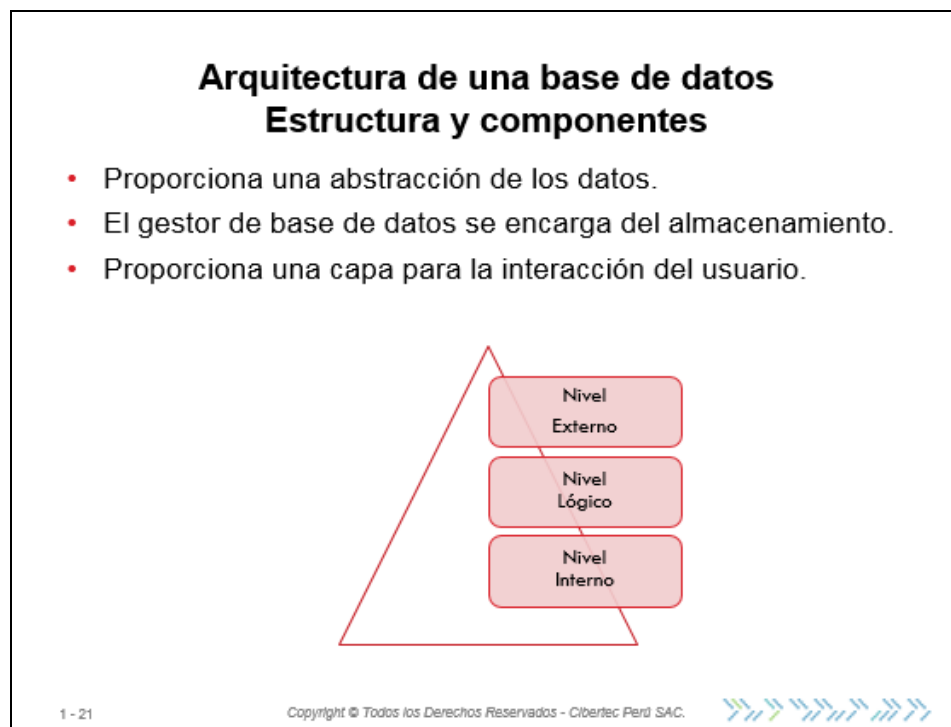 Arquitectura de una base de datos
Estructura y componentes
• Proporciona una abstracción de los datos.
• El gestor de base de datos se encarga del almacenamiento.
• Proporciona una capa para la interacción del usuario.
Nivel
Externo
Nivel
Lógico
Nivel
Interno
1 - 21
Copyright © Todos los Derechos Reservados - Cibertec Perú SAC.